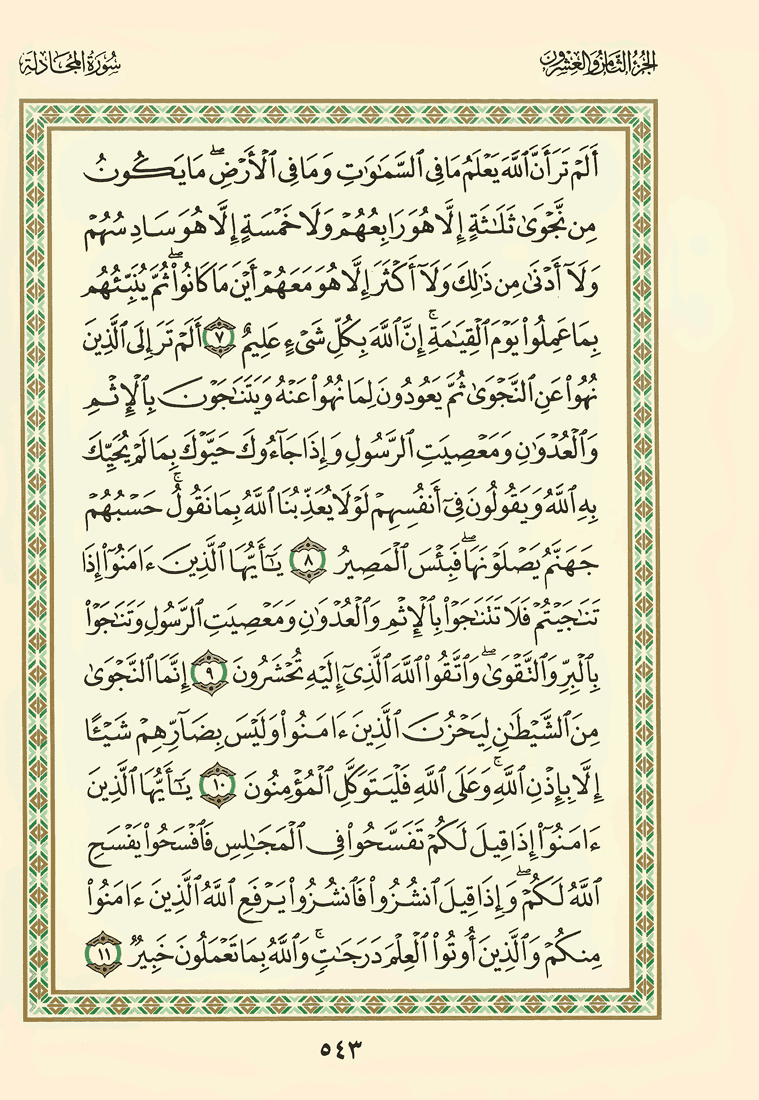 الجزء الثامن والعشرون
سورة المجادلة
أَلَمْ تَرَ أَنَّ ٱللَّهَ يَعْلَمُ مَا فِى ٱلسَّمَٰوَٰتِ وَمَا فِى ٱلْأَرْضِ ۖ مَا يَكُونُ
مِن نَّجْوَىٰ ثَلَٰثَةٍ إِلَّا هُوَ رَابِعُهُمْ وَلَا خَمْسَةٍ إِلَّا هُوَ سَادِسُهُمْ
وَلَآ أَدْنَىٰ مِن ذَٰلِكَ وَلَآ أَكْثَرَ إِلَّا هُوَ مَعَهُمْ أَيْنَ مَا كَانُوا۟ ۖ ثُمَّ يُنَبِّئُهُم
بِمَا عَمِلُوا۟ يَوْمَ ٱلْقِيَٰمَةِ ۚ إِنَّ ٱللَّهَ بِكُلِّ شَىْءٍ عَلِيمٌ ٧ أَلَمْ تَرَ إِلَى ٱلَّذِينَ
نُهُوا۟ عَنِ ٱلنَّجْوَىٰ ثُمَّ يَعُودُونَ لِمَا نُهُوا۟ عَنْهُ وَيَتَنَٰجَوْنَ بِٱلْإِثْمِ
وَٱلْعُدْوَٰنِ وَمَعْصِيَتِ ٱلرَّسُولِ وَإِذَا جَآءُوكَ حَيَّوْكَ بِمَا لَمْ يُحَيِّكَ
بِهِ ٱللَّهُ وَيَقُولُونَ فِىٓ أَنفُسِهِمْ لَوْلَا يُعَذِّبُنَا ٱللَّهُ بِمَا نَقُولُ ۚ حَسْبُهُمْ
جَهَنَّمُ يَصْلَوْنَهَا ۖ فَبِئْسَ ٱلْمَصِيرُ ٨ يَٰٓأَيُّهَا ٱلَّذِينَ ءَامَنُوٓا۟ إِذَا
تَنَٰجَيْتُمْ فَلَا تَتَنَٰجَوْا۟ بِٱلْإِثْمِ وَٱلْعُدْوَٰنِ وَمَعْصِيَتِ ٱلرَّسُولِ وَتَنَٰجَوْا۟
بِٱلْبِرِّ وَٱلتَّقْوَىٰ ۖ وَٱتَّقُوا۟ ٱللَّهَ ٱلَّذِىٓ إِلَيْهِ تُحْشَرُونَ ٩ إِنَّمَا ٱلنَّجْوَىٰ
مِنَ ٱلشَّيْطَٰنِ لِيَحْزُنَ ٱلَّذِينَ ءَامَنُوا۟ وَلَيْسَ بِضَآرِّهِمْ شَيْـًٔا
إِلَّا بِإِذْنِ ٱللَّهِ ۚ وَعَلَى ٱللَّهِ فَلْيَتَوَكَّلِ ٱلْمُؤْمِنُونَ ١٠ يَٰٓأَيُّهَا ٱلَّذِينَ
ءَامَنُوٓا۟ إِذَا قِيلَ لَكُمْ تَفَسَّحُوا۟ فِى ٱلْمَجَٰلِسِ فَٱفْسَحُوا۟ يَفْسَحِ
ٱللَّهُ لَكُمْ ۖ وَإِذَا قِيلَ ٱنشُزُوا۟ فَٱنشُزُوا۟ يَرْفَعِ ٱللَّهُ ٱلَّذِينَ ءَامَنُوا۟
مِنكُمْ وَٱلَّذِينَ أُوتُوا۟ ٱلْعِلْمَ دَرَجَٰتٍ ۚ وَٱللَّهُ بِمَا تَعْمَلُونَ خَبِيرٌ ١١
٥٤٣